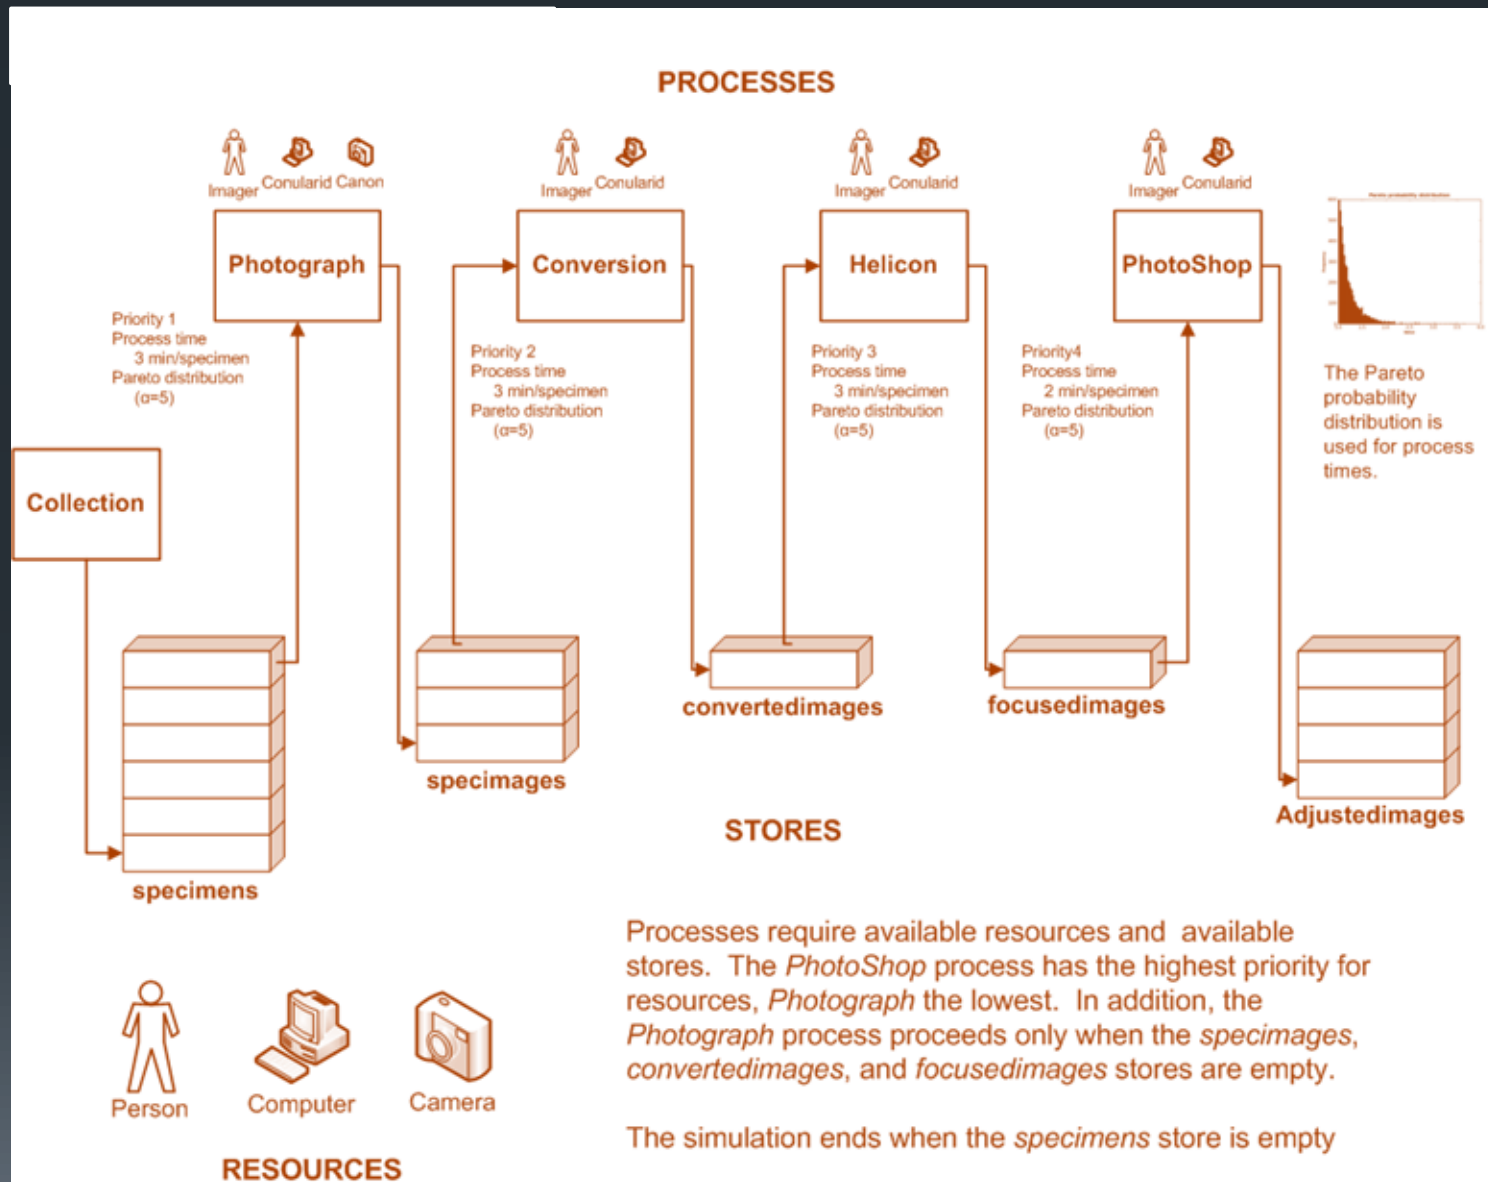 PROCESSES
Imager Conularid Canon
Imager Conularid
Imager Conularid
Imager Conularid
Photograph
Conversion
Helicon
PhotoShop
Pareto probability distribution
Priority 1
Process time
3 min/specimen
Pareto distribution
(α=5)
Priority 2
Process time
3 min/specimen
Pareto distribution
(α=5)
Priority 3
Process time
3 min/specimen
Pareto distribution
(α=5)
Priority4
Process time
2 min/specimen
Pareto distribution
(α=5)
The Pareto
probability
distribution is
used for process
times.
Collection
specimens
specimages
convertedimages
focusedimages
Adjustedimages
STORES
Person
Computer
Camera
RESOURCES
Processes require available resources and available
stores. The PhotoShop process has the highest priority for
resources, Photograph the lowest. In addition, the
Photograph process proceeds only when the specimages,
convertedimages, and focusedimages stores are empty.
The simulation ends when the specimens store is empty